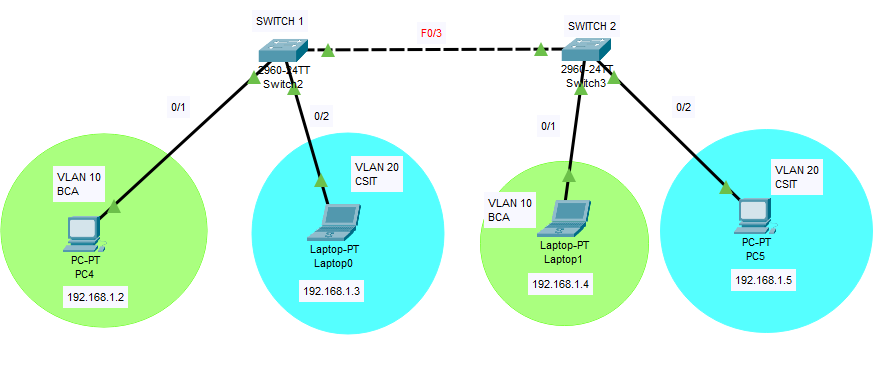 SWITCH 1
2960-24TT
Switch2
F0/3
SWITCH 2
2960-24TT
Switch3
0/1
0/2
0/1
0/2
VLAN 10
BCA
PC-PT
PC4
192.168.1.2
VLAN 20
CSIT
Laptop-PT
Laptop0
192.168.1.3
VLAN 10
BCA
Laptop-PT
Laptop1
192.168.1.4
VLAN 20
CSIT
PC-PT
PC5
192.168.1.5